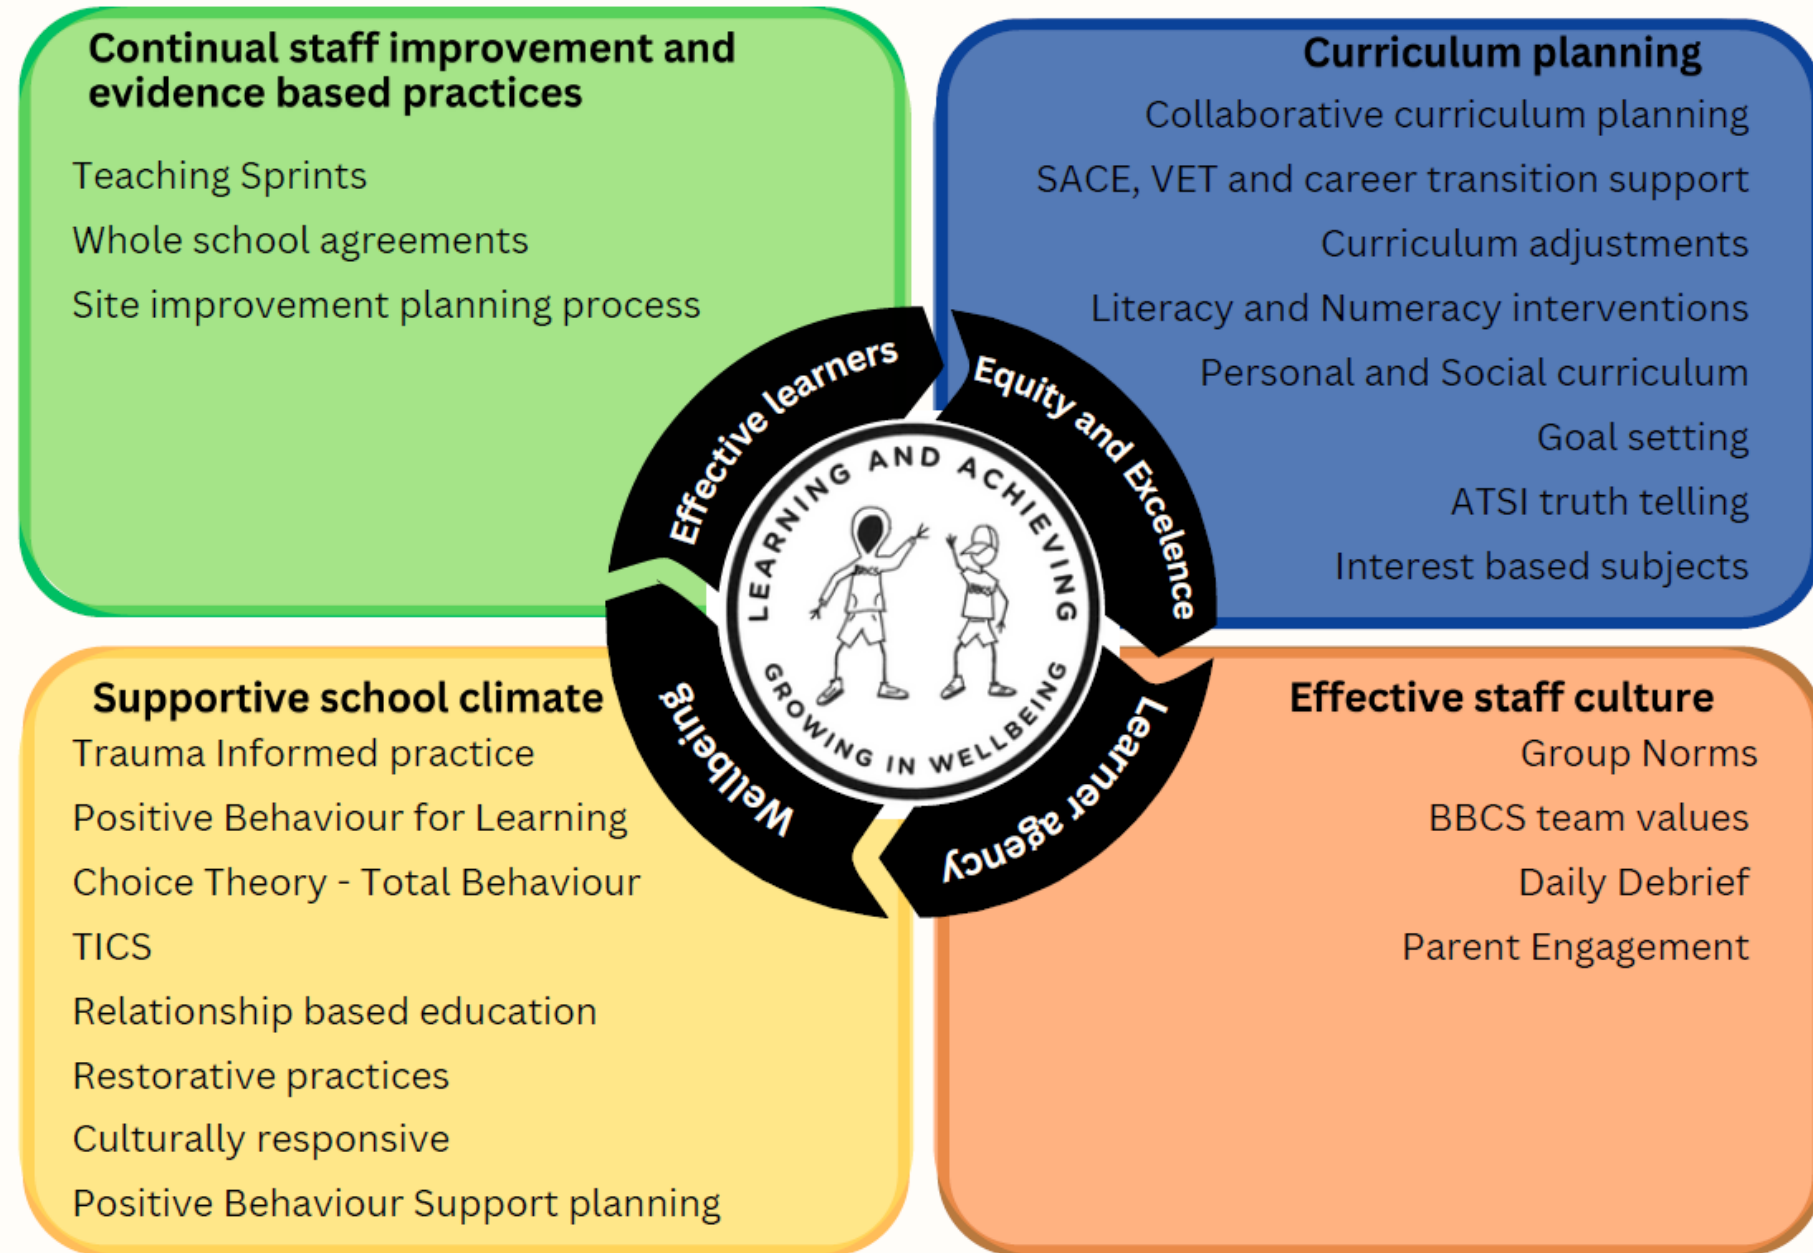 Continual staff improvement and
evidence based practices
Teaching Sprints
Whole school agreements
Site improvement planning process
Curriculum planning
Collaborative curriculum planning
SACE, VET and career transition support
Curriculum adjustments
Literacy and Numeracy interventions
Personal and Social curriculum
Goal setting
ATSI truth telling
Interest based subjects
Effective learners
Equity and Excelence
Learner agency
Wellbeing
LEARNING AND ACHIEVING
GROWING IN WELLBEING
BBCS
BBCS
Supportive school climate
Trauma Informed practice
Positive Behaviour for Learning
Choice Theory - Total Behaviour
TICS
Relationship based education
Restorative practices
Culturally responsive
Positive Behaviour Support planning
Effective staff culture
Group Norms
BBCS team values
Daily Debrief
Parent Engagement